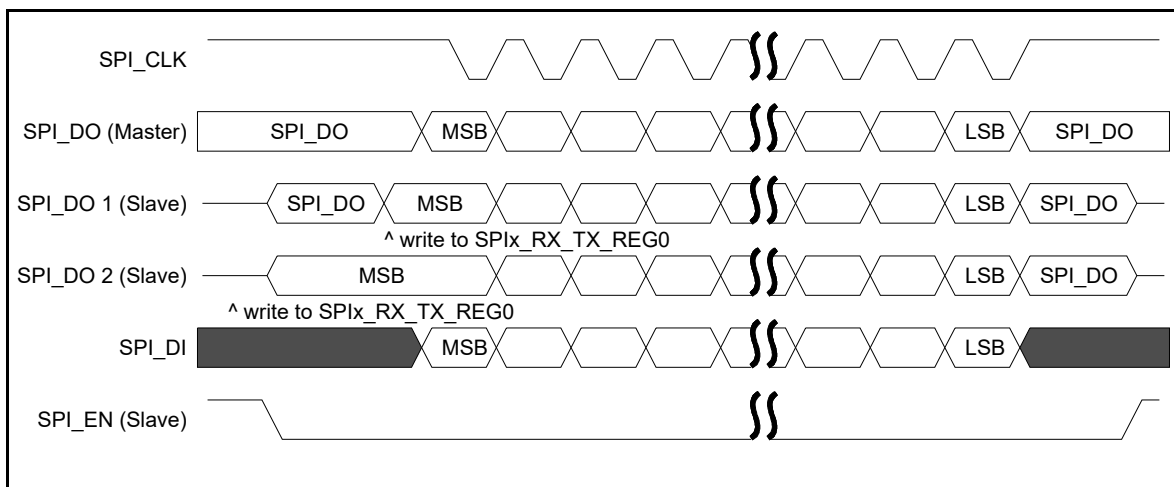 SPI_CLK
SPI_DO (Master) SPI_DO MSB LSB SPI_DO
SPI_DO 1 (Slave) SPI_DO MSB LSB SPI_DO
^ write to SPIx_RX_TX_REG0
SPI_DO 2 (Slave) MSB LSB SPI_DO
^ write to SPIx_RX_TX_REG0
SPI_DI MSB LSB
SPI_EN (Slave)